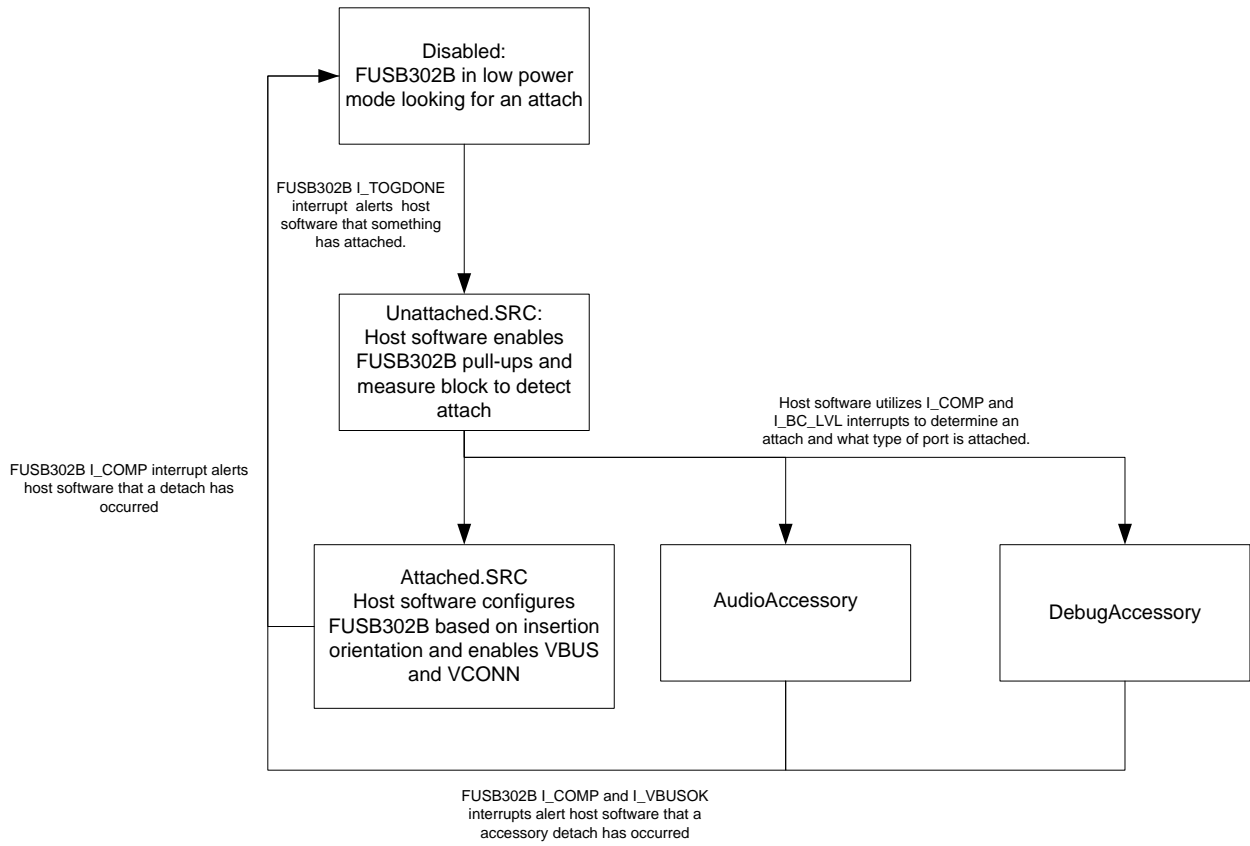 Disabled:
FUSB302B in low power
mode looking for an attach
FUSB302B I_TOGDONE
interrupt alerts host
software that something
has attached.
Unattached.SRC:
Host software enables
FUSB302B pull-ups and
measure block to detect
attach
Host software utilizes I_COMP and
I_BC_LVL interrupts to determine an
attach and what type of port is attached.
FUSB302B I_COMP interrupt alerts
host software that a detach has
occurred
Attached.SRC
Host software configures
FUSB302B based on insertion
orientation and enables VBUS
and VCONN
AudioAccessory
DebugAccessory
FUSB302B I_COMP and I_VBUSOK
interrupts alert host software that a
accessory detach has occurred